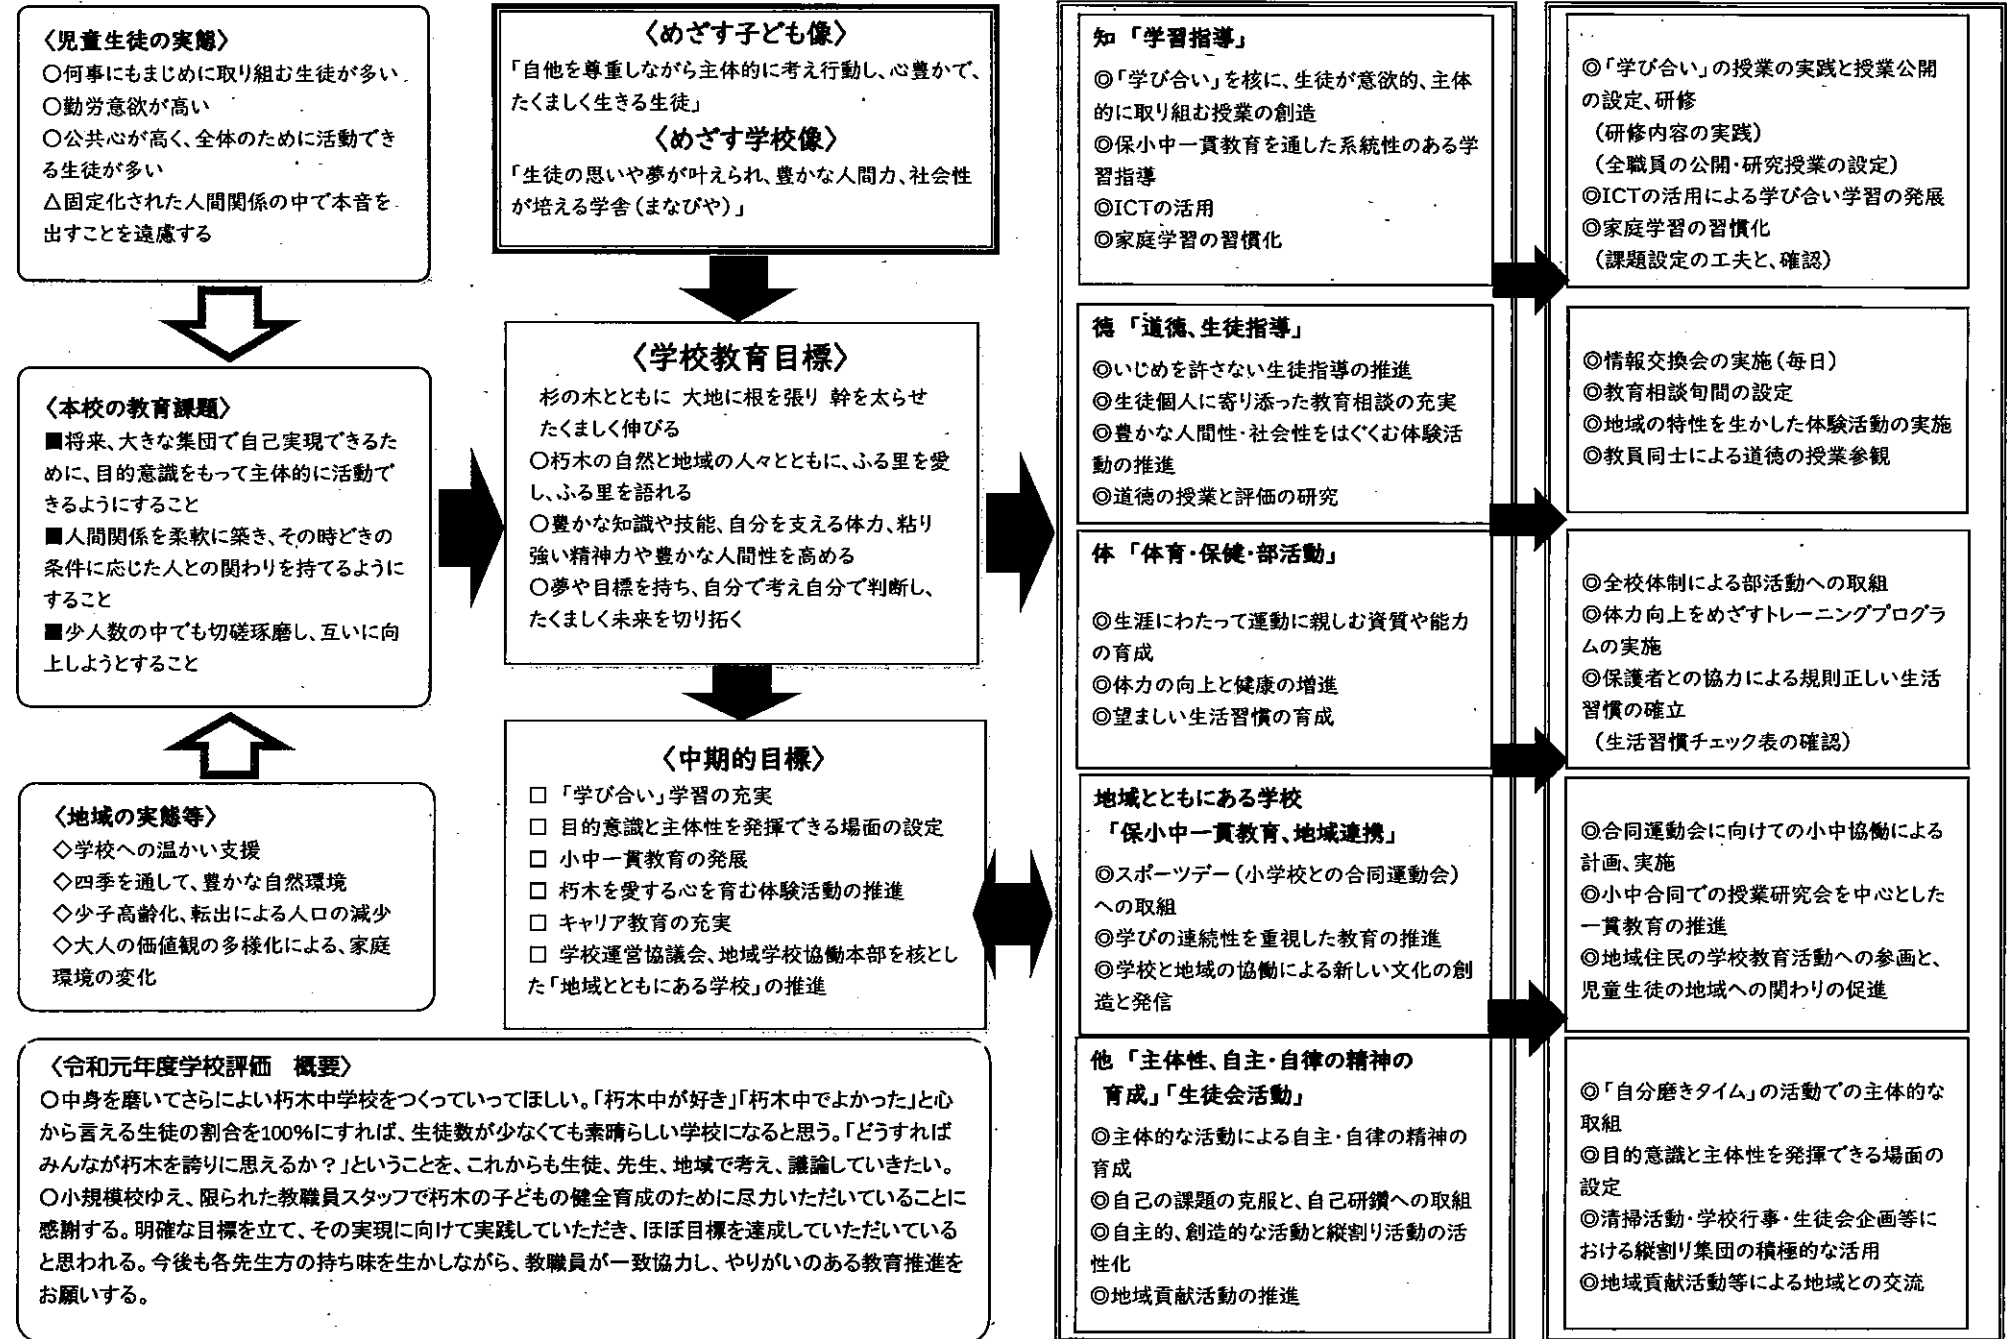 〈児童生徒の実態〉
○何事にもまじめに取り組む生徒が多い
○勤労意欲が高い
○公共心が高く、全体のために活動でき
る生徒が多い
△固定化された人間関係の中で本音を
出すことを遠慮する
〈本校の教育課題〉
■将来、大きな集団で自己実現できるた
めに、目的意識をもって主体的に活動で
きるようにすること
■人間関係を柔軟に築き、その時どきの
条件に応じた人との関わりを持てるように
すること
■少人数の中でも切磋琢磨し、互いに向
上しようとすること
〈地域の実態等〉
◇学校への温かい支援
◇四季を通して、豊かな自然環境
◇少子高齢化、転出による人口の減少
◇大人の価値観の多様化による、家庭
環境の変化
〈めざす子ども像〉
「自他を尊重しながら主体的に考え行動し、心豊かで、
たくましく生きる生徒」
〈めざす学校像〉
「生徒の思いや夢が叶えられ、豊かな人間力、社会性
が培える学舎(まなびや)」
〈学校教育目標〉
杉の木とともに 大地に根を張り 幹を太らせ
たくましく伸びる
○朽木の自然と地域の人々とともに、ふる里を愛
し、ふる里を語れる
○豊かな知識や技能、自分を支える体力、粘り
強い精神力や豊かな人間性を高める
○夢や目標を持ち、自分で考え自分で判断し、
たくましく未来を切り拓く
〈中期的目標〉
□ 「学び合い」学習の充実
□ 目的意識と主体性を発揮できる場面の設定
□ 小中一貫教育の発展
□ 朽木を愛する心を育む体験活動の推進
□ キャリア教育の充実
□ 学校運営協議会、地域学校協働本部を核とし
た「地域とともにある学校」の推進
〈令和元年度学校評価 概要〉
○中身を磨いてさらによい朽木中学校をつくっていってほしい。「朽木中が好き」「朽木中でよかった」と心
から言える生徒の割合を100%にすれば、生徒数が少なくても素晴らしい学校になると思う。「どうすれば
みんなが朽木を誇りに思えるか?」ということを、これからも生徒、先生、地域で考え、議論していきたい。
○小規模校ゆえ、限られた教職員スタッフで朽木の子どもの健全育成のために尽力いただいていることに
感謝する。明確な目標を立て、その実現に向けて実践していただき、ほぼ目標を達成していただいている
と思われる。今後も各先生方の持ち味を生かしながら、教職員が一致協力し、やりがいのある教育推進を
お願いする。
知 「学習指導」
◎「学び合い」を核に、生徒が意欲的、主体
的に取り組む授業の創造
◎保小中一貫教育を通した系統性のある学
習指導
◎ICTの活用
◎家庭学習の習慣化
徳 「道徳、生徒指導」
◎いじめを許さない生徒指導の推進
◎生徒個人に寄り添った教育相談の充実
◎豊かな人間性・社会性をはぐくむ体験活
動の推進
◎道徳の授業と評価の研究
体 「体育・保健・部活動」
◎生涯にわたって運動に親しむ資質や能力
の育成
◎体力の向上と健康の増進
◎望ましい生活習慣の育成
地域とともにある学校
「保小中一貫教育、地域連携」
◎スポーツデー(小学校との合同運動会)
への取組
◎学びの連続性を重視した教育の推進
◎学校と地域の協働による新しい文化の創
造と発信
他 「主体性、自主・自律の精神の
育成」「生徒会活動」
◎主体的な活動による自主・自律の精神の
育成
◎自己の課題の克服と、自己研鑽への取組
◎自主的、創造的な活動と縦割り活動の活
性化
◎地域貢献活動の推進
◎「学び合い」の授業の実践と授業公開
の設定、研修
(研修内容の実践)
(全職員の公開・研究授業の設定)
◎ICTの活用による学び合い学習の発展
◎家庭学習の習慣化
(課題設定の工夫と、確認)
◎情報交換会の実施(毎日)
◎教育相談旬間の設定
◎地域の特性を生かした体験活動の実施
◎教員同士による道徳の授業参観
◎全校体制による部活動への取組
◎体力向上をめざすトレーニングプログラ
ムの実施
◎保護者との協力による規則正しい生活
習慣の確立
(生活習慣チェック表の確認)
◎合同運動会に向けての小中協働による
計画、実施
◎小中合同での授業研究会を中心とした
一貫教育の推進
◎地域住民の学校教育活動への参画と、
児童生徒の地域への関わりの促進
◎「自分磨きタイム」の活動での主体的な
取組
◎目的意識と主体性を発揮できる場面の
設定
◎清掃活動・学校行事・生徒会企画等に
おける縦割り集団の積極的な活用
◎地域貢献活動等による地域との交流